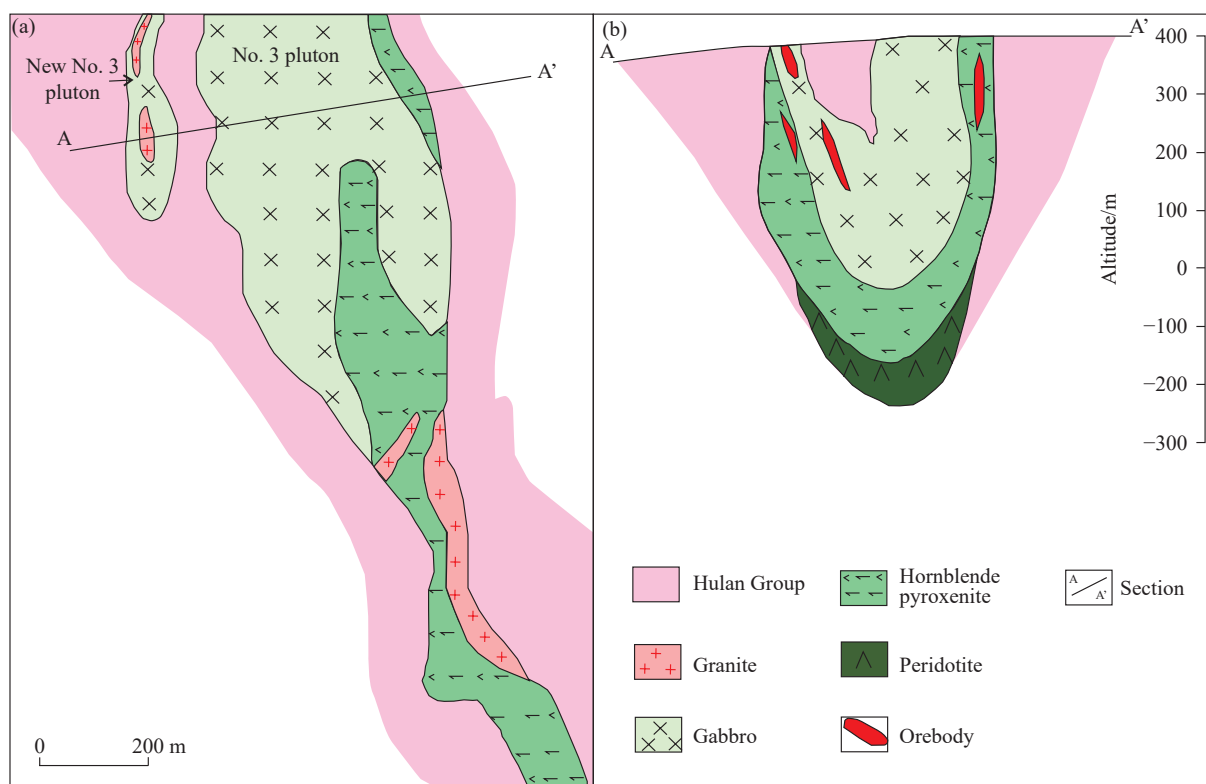 (a)
No. 3 pluton
New No. 3
pluton
A
A'
0
200 m
(b)
A
A'
400
300
200
100
0
−100
−200
−300
Altitude/m
Hulan Group
Hornblende
pyroxenite
A
A'
Section
Granite
Peridotite
Gabbro
Orebody